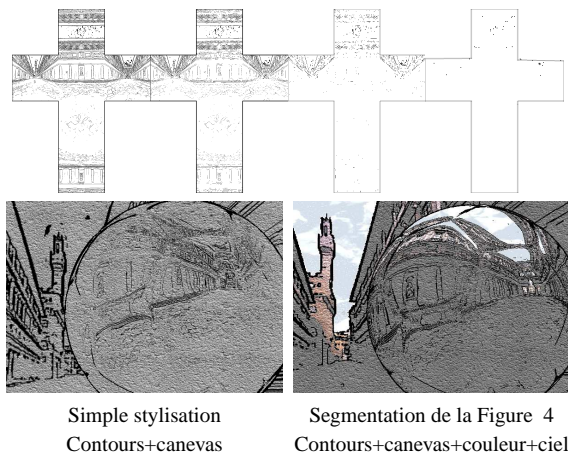 Simple stylisation
Contours+canevas
Segmentation de la Figure 4
Contours+canevas+couleur+ciel